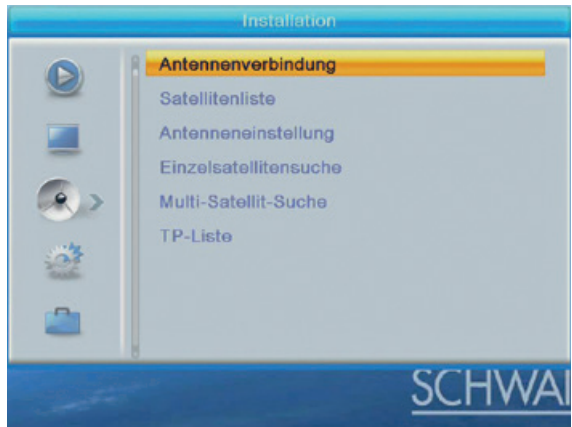 Installation
Antennenverbindung
Satellitenliste
Antenneneinstellung
Einzelsatellitensuche
Multi-Satellit-Suche
TP-Liste
SCHWAI